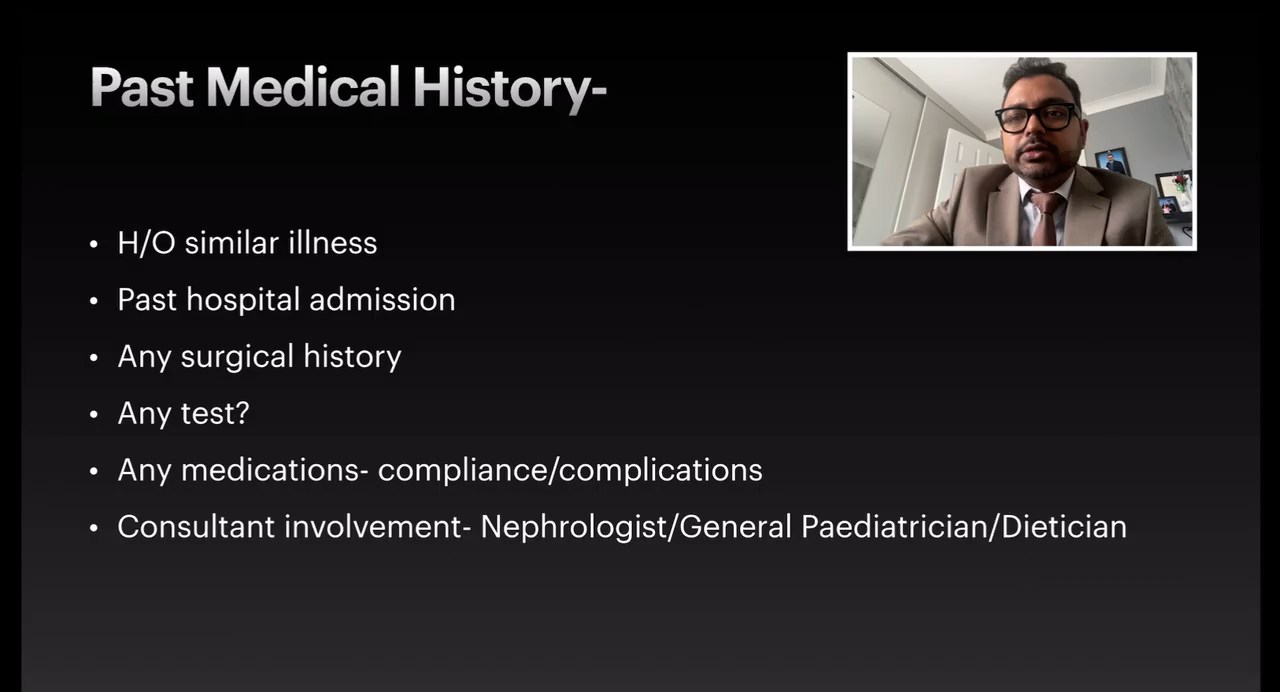 Past Medical History-
• H/O similar illness
• Past hospital admission
• Any surgical history
• Any test?
• Any medications- compliance/complications
• Consultant involvement- Nephrologist/General Paediatrician/Dietician